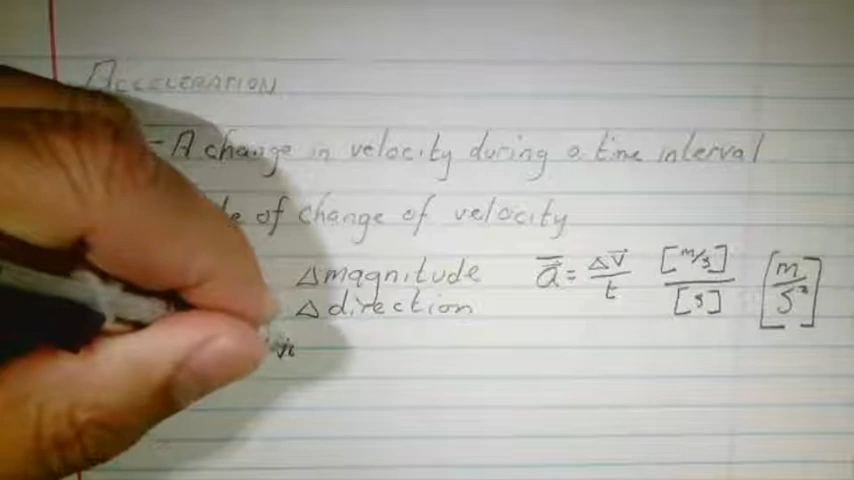 ACCELERATION
- A change in velocity during a time interval
of change of velocity
Δmagnitude
Δdirection
a⃗̅ = Δv⃗/t [m/s]/[s] [m/s²]